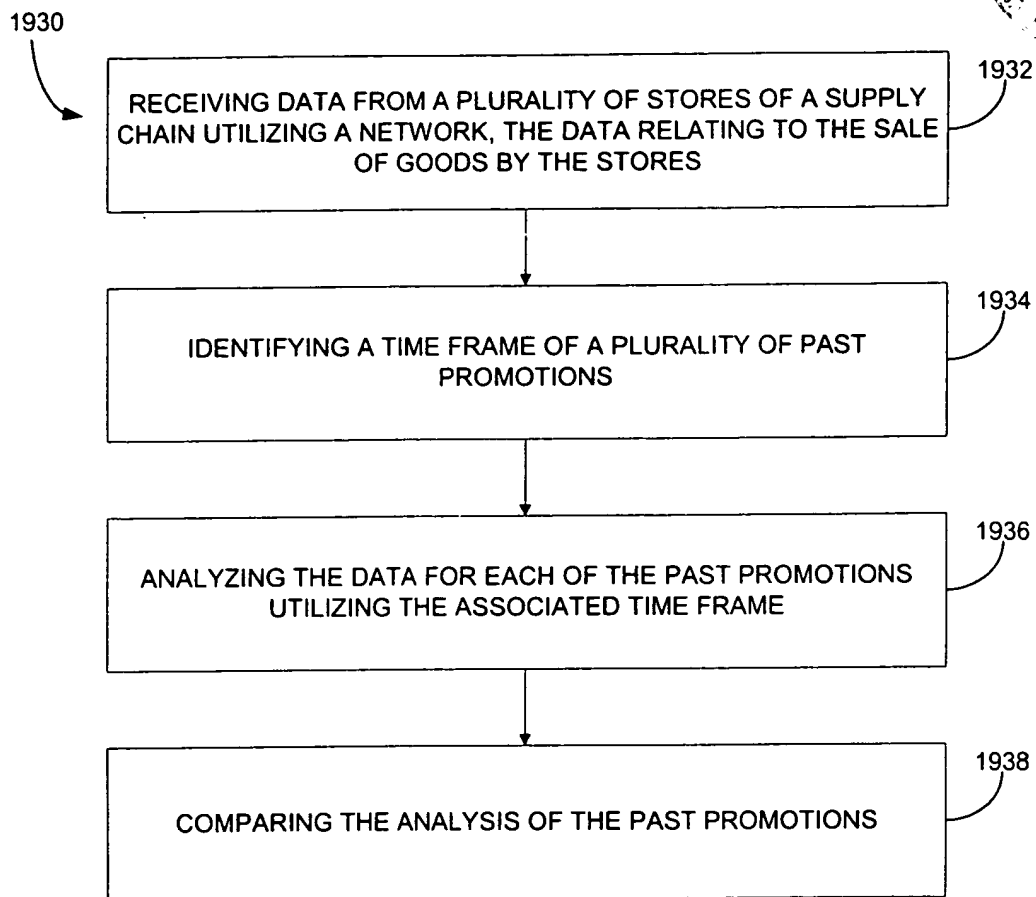 1930
1932
RECEIVING DATA FROM A PLURALITY OF STORES OF A SUPPLY
CHAIN UTILIZING A NETWORK, THE DATA RELATING TO THE SALE
OF GOODS BY THE STORES
1934
IDENTIFYING A TIME FRAME OF A PLURALITY OF PAST
PROMOTIONS
1936
ANALYZING THE DATA FOR EACH OF THE PAST PROMOTIONS
UTILIZING THE ASSOCIATED TIME FRAME
1938
COMPARING THE ANALYSIS OF THE PAST PROMOTIONS